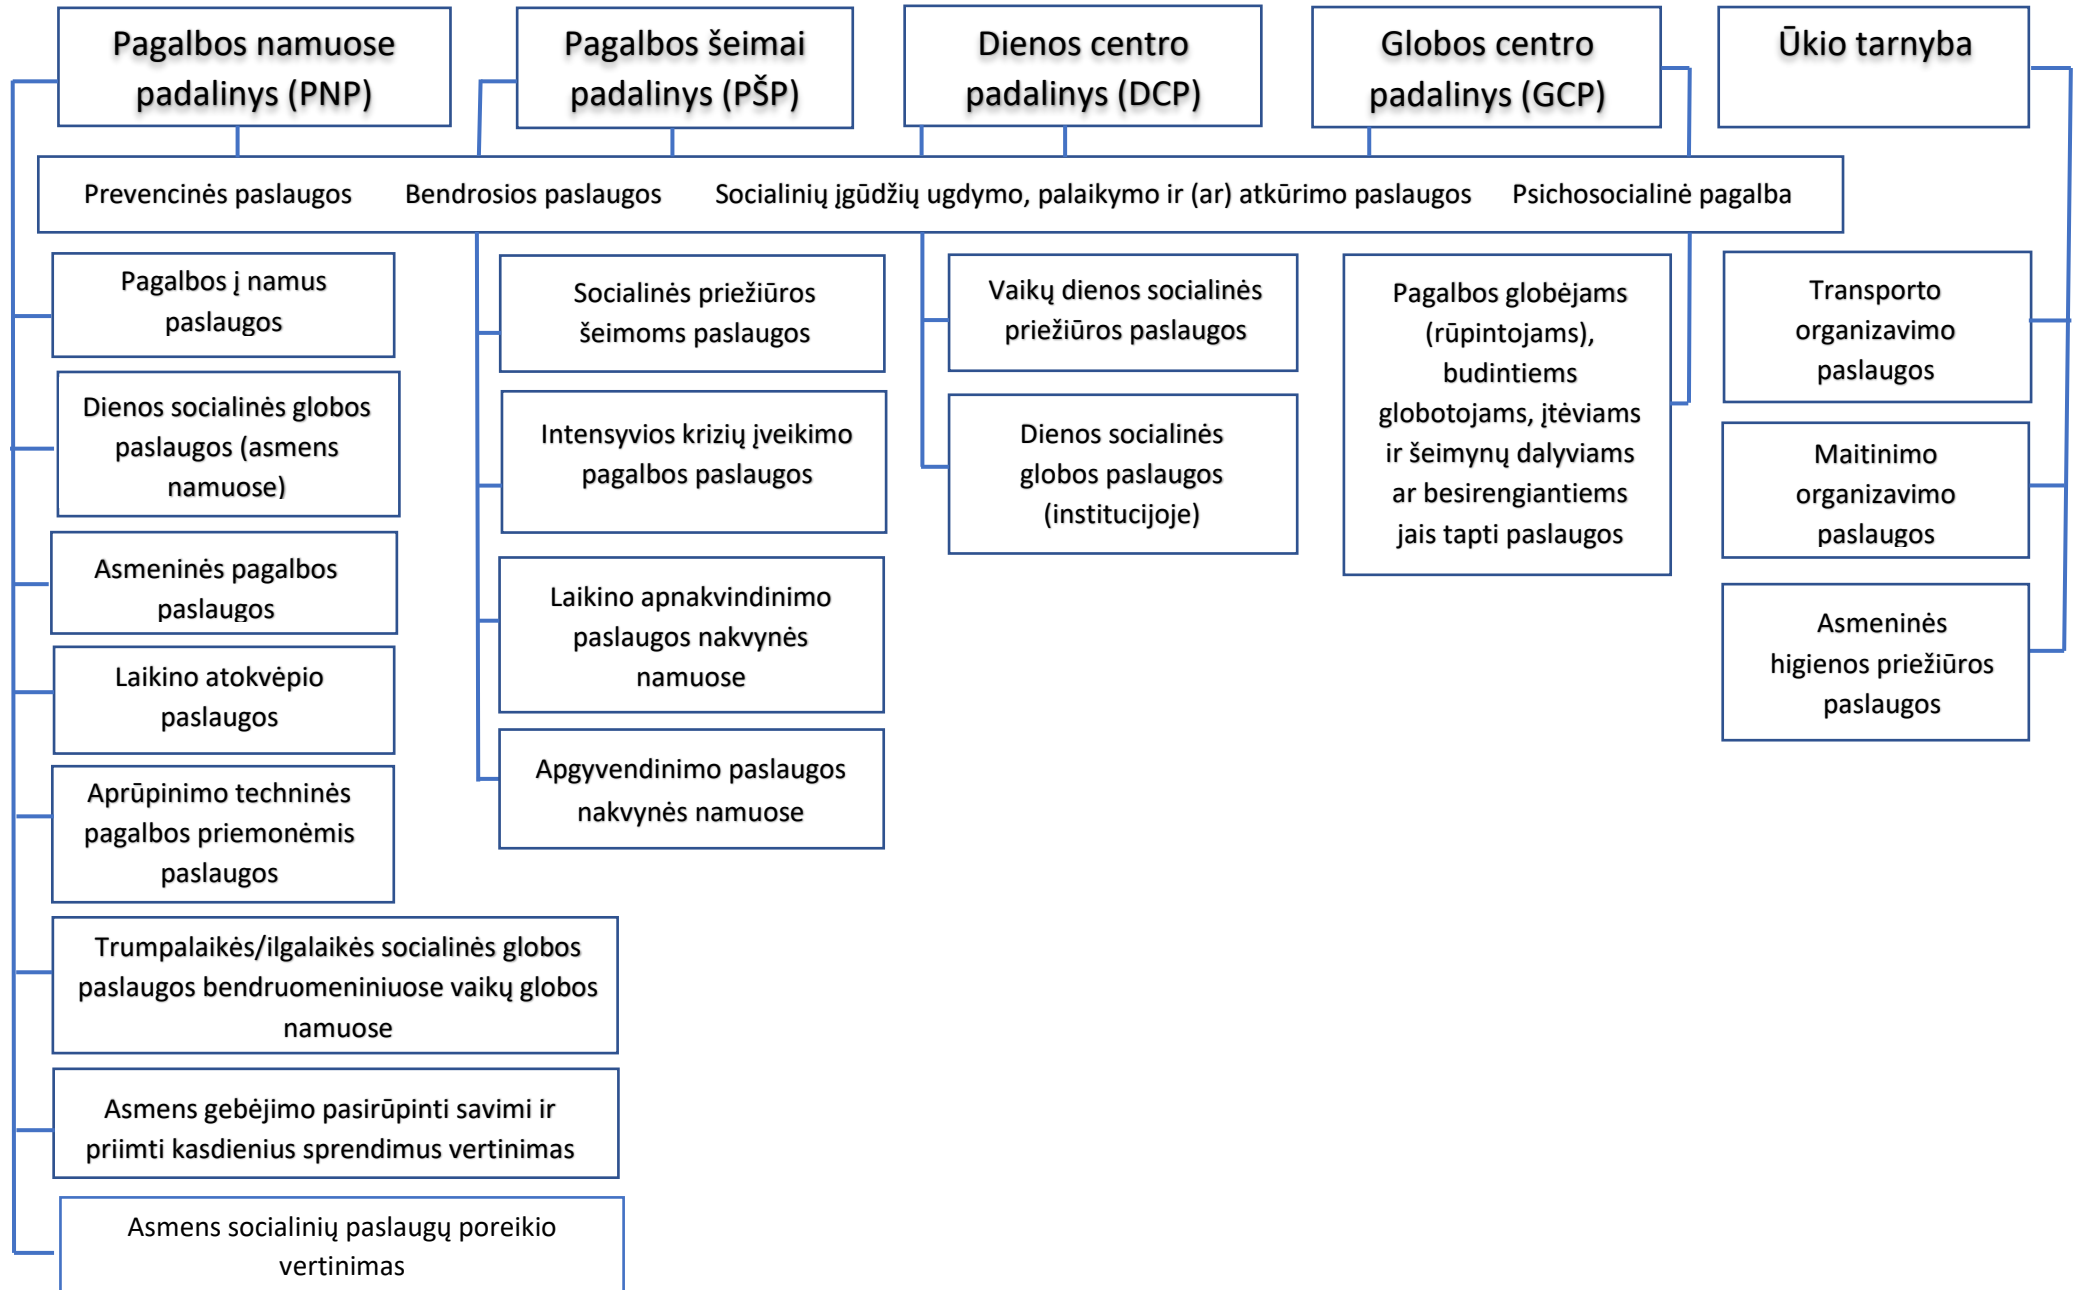 Pagalbos namuose
padalinys (PNP)
Pagalbos šeimai
padalinys (PŠP)
Dienos centro
padalinys (DCP)
Globos centro
padalinys (GCP)
Ūkio tarnyba
Prevencinės paslaugos Bendrosios paslaugos Socialinių įgūdžių ugdymo, palaikymo ir (ar) atkūrimo paslaugos Psichosocialinė pagalba
Pagalbos į namus
paslaugos
Dienos socialinės globos
paslaugos (asmens
namuose)
Asmeninės pagalbos
paslaugos
Laikino atokvėpio
paslaugos
Aprūpinimo techninės
pagalbos priemonėmis
paslaugos
Trumpalaikės/ilgalaikės socialinės globos
paslaugos bendruomeniniuose vaikų globos
namuose
Asmens gebėjimo pasirūpinti savimi ir
priimti kasdienius sprendimus vertinimas
Asmens socialinių paslaugų poreikio
vertinimas
Socialinės priežiūros
šeimoms paslaugos
Intensyvios krizių įveikimo
pagalbos paslaugos
Laikino apnakvindinimo
paslaugos nakvynės
namuose
Apgyvendinimo paslaugos
nakvynės namuose
Vaikų dienos socialinės
priežiūros paslaugos
Dienos socialinės
globos paslaugos
(institucijoje)
Pagalbos globėjams
(rūpintojams),
budintiems
globotojams, įtėviams
ir šeimynų dalyviams
ar besirengiantiems
jais tapti paslaugos
Transporto
organizavimo
paslaugos
Maitinimo
organizavimo
paslaugos
Asmeninės
higienos priežiūros
paslaugos